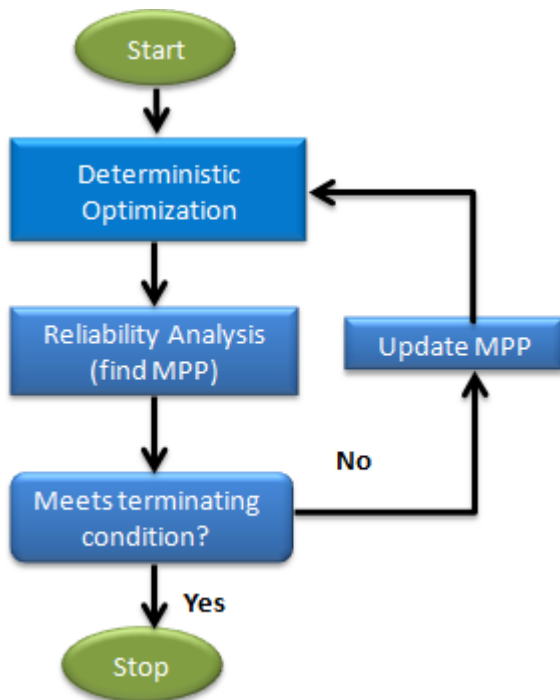 Start
Deterministic
Optimization
Reliability Analysis
(find MPP)
Update MPP
No
Meets terminating
condition?
Yes
Stop